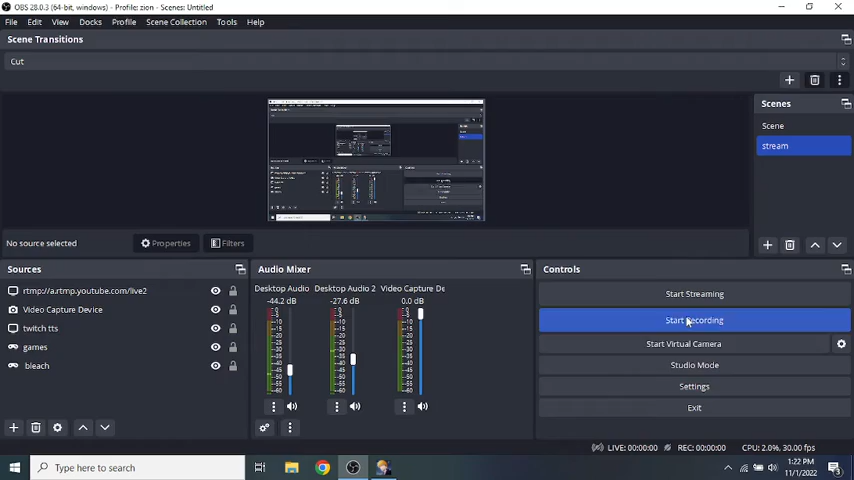 OBS 28.0.3 (64-bit, windows) - Profile: zion - Scenes: Untitled
File Edit View Docks Profile Scene Collection Tools Help
Scene Transitions
Cut
Scenes
Scene
stream
No source selected
Properties
Filters
Sources
rtmp://a.rtmp.youtube.com/live2
Video Capture Device
twitch tts
games
bleach
Audio Mixer
Desktop Audio Desktop Audio 2 Video Capture De
-44.2 dB -27.6 dB 0.0 dB
Controls
Start Streaming
Start Recording
Start Virtual Camera
Studio Mode
Settings
Exit
LIVE: 00:00:00 REC: 00:00:00 CPU: 2.0%, 30.00 fps
Type here to search
1:22 PM
11/1/2022